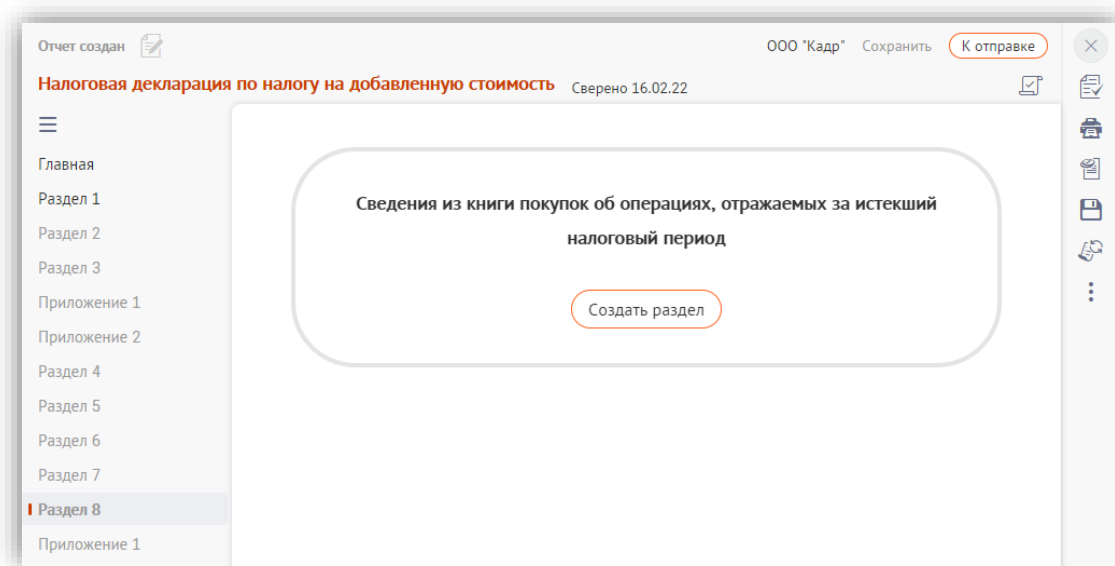 Отчет создан
ООО "Кадр" Сохранить К отправке
Налоговая декларация по налогу на добавленную стоимость Сверено 16.02.22
Главная
Раздел 1
Раздел 2
Раздел 3
Приложение 1
Приложение 2
Раздел 4
Раздел 5
Раздел 6
Раздел 7
Раздел 8
Приложение 1
Сведения из книги покупок об операциях, отражаемых за истекший
налоговый период
Создать раздел